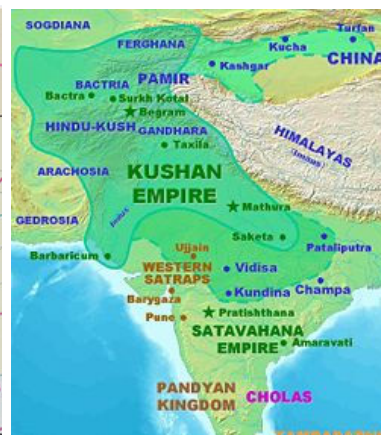 SOGDIANA
Turfan
FERGHANA
Kucha
CHINA
Kashgar
PAMIR
BACTRIA
Bactra
Surkh Kotal
Begram
HINDU-KUSH
GANDHARA
Taxila
HIMALAYAS
(Imaus)
ARACHOSIA
KUSHAN
EMPIRE
Mathura
GEDROSIA
Indus
Saketa
Pataliputra
Ujjain
Barbaricum
WESTERN
SATRAPS
Vidisa
Champa
Barygaza
Kundina
Pratishthana
Pune
SATAVAHANA
EMPIRE
Amaravati
PANDYAN
KINGDOM
CHOLAS